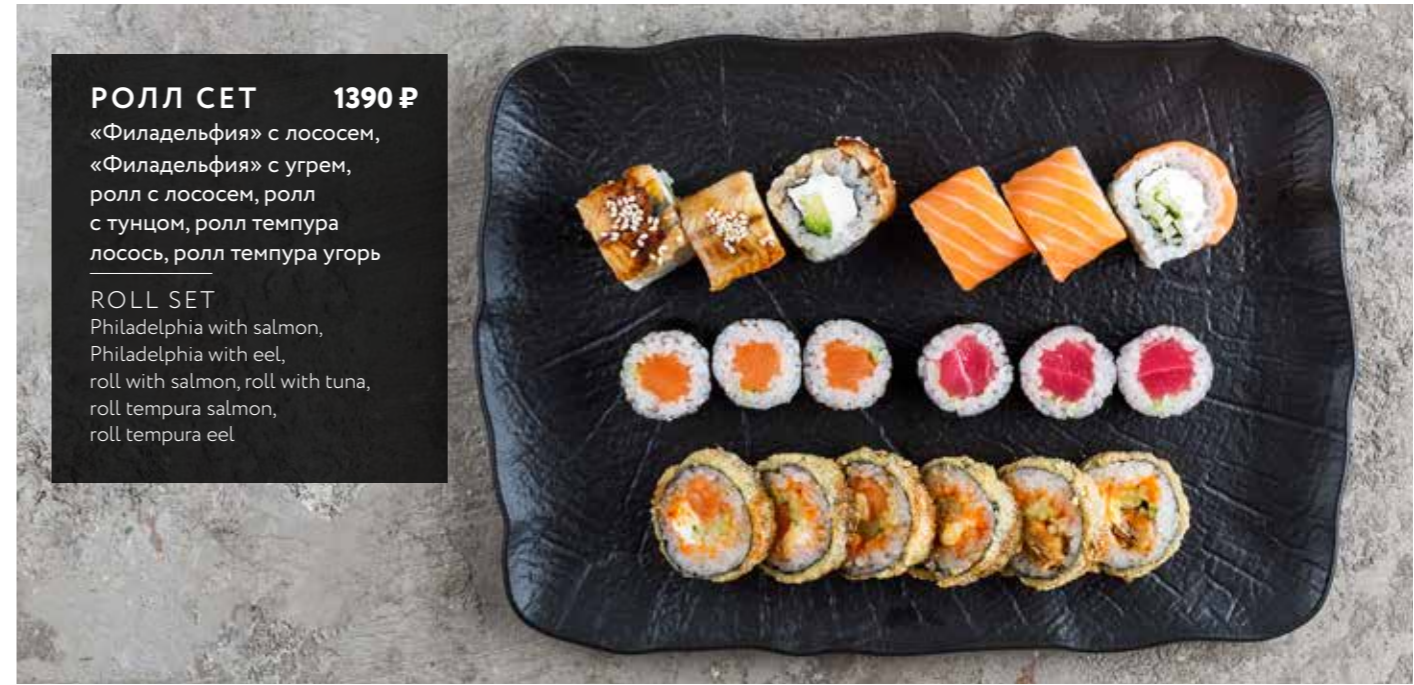 РОЛЛ СЕТ 1390 ₽
«Филадельфия» с лососем,
«Филадельфия» с угрем,
ролл с лососем, ролл
с тунцом, ролл темпура
лосось, ролл темпура угорь
ROLL SET
Philadelphia with salmon,
Philadelphia with eel,
roll with salmon, roll with tuna,
roll tempura salmon,
roll tempura eel